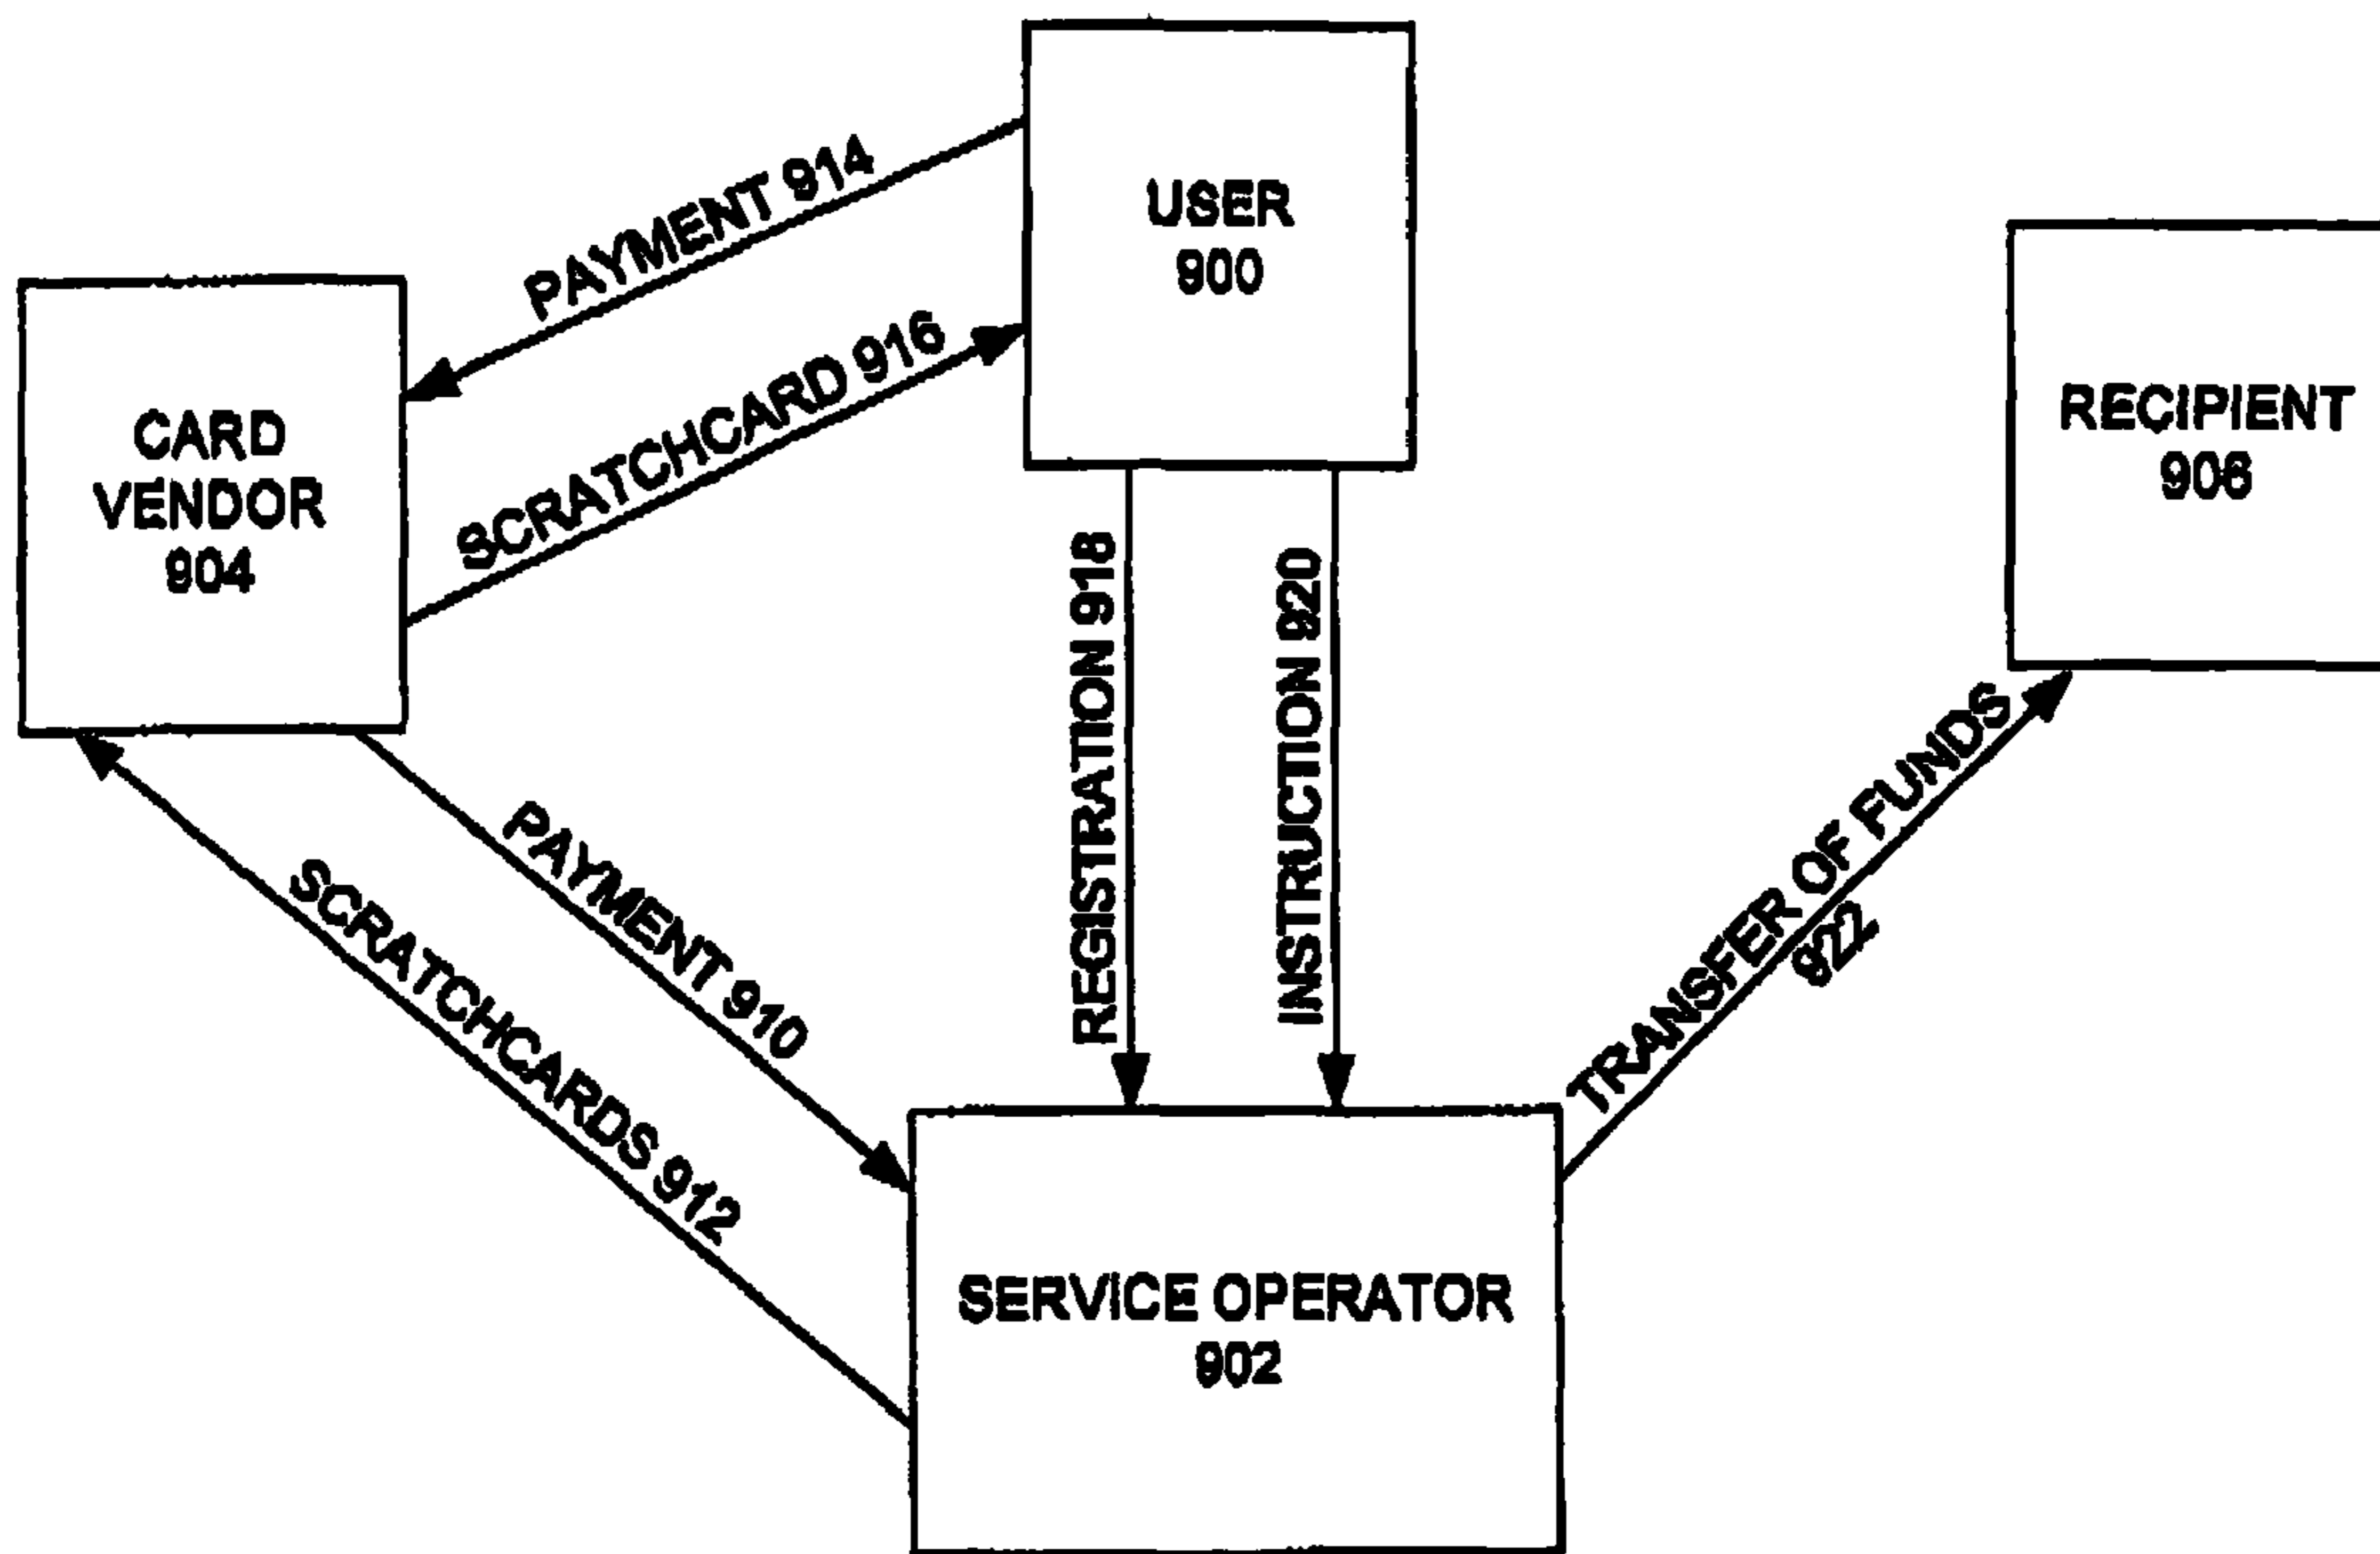 USER
900
PAYMENT 914
SCRATCHCARD 916
CARD
VENDOR
904
RECIPIENT
906
REGISTRATION 918
INSTRUCTION 920
PAYMENT 910
SCRATCHCARDS 912
TRANSFER OF FUNDS
922
SERVICE OPERATOR
902